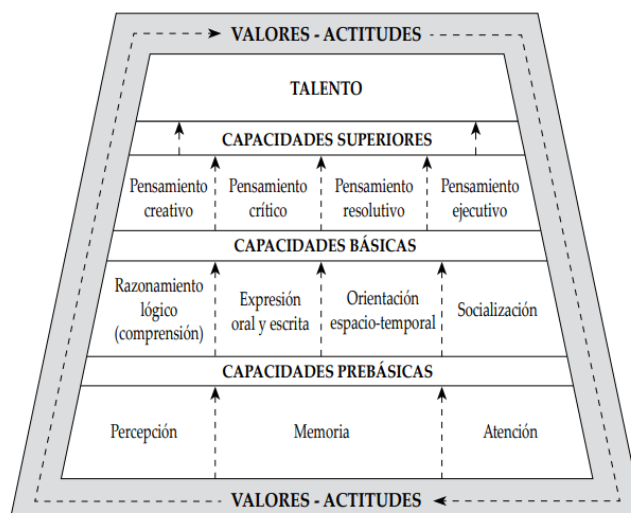 VALORES - ACTITUDES
TALENTO
CAPACIDADES SUPERIORES
Pensamiento creativo
Pensamiento crítico
Pensamiento resolutivo
Pensamiento ejecutivo
CAPACIDADES BÁSICAS
Razonamiento lógico (comprensión)
Expresión oral y escrita
Orientación espacio-temporal
Socialización
CAPACIDADES PREBÁSICAS
Percepción
Memoria
Atención
VALORES - ACTITUDES